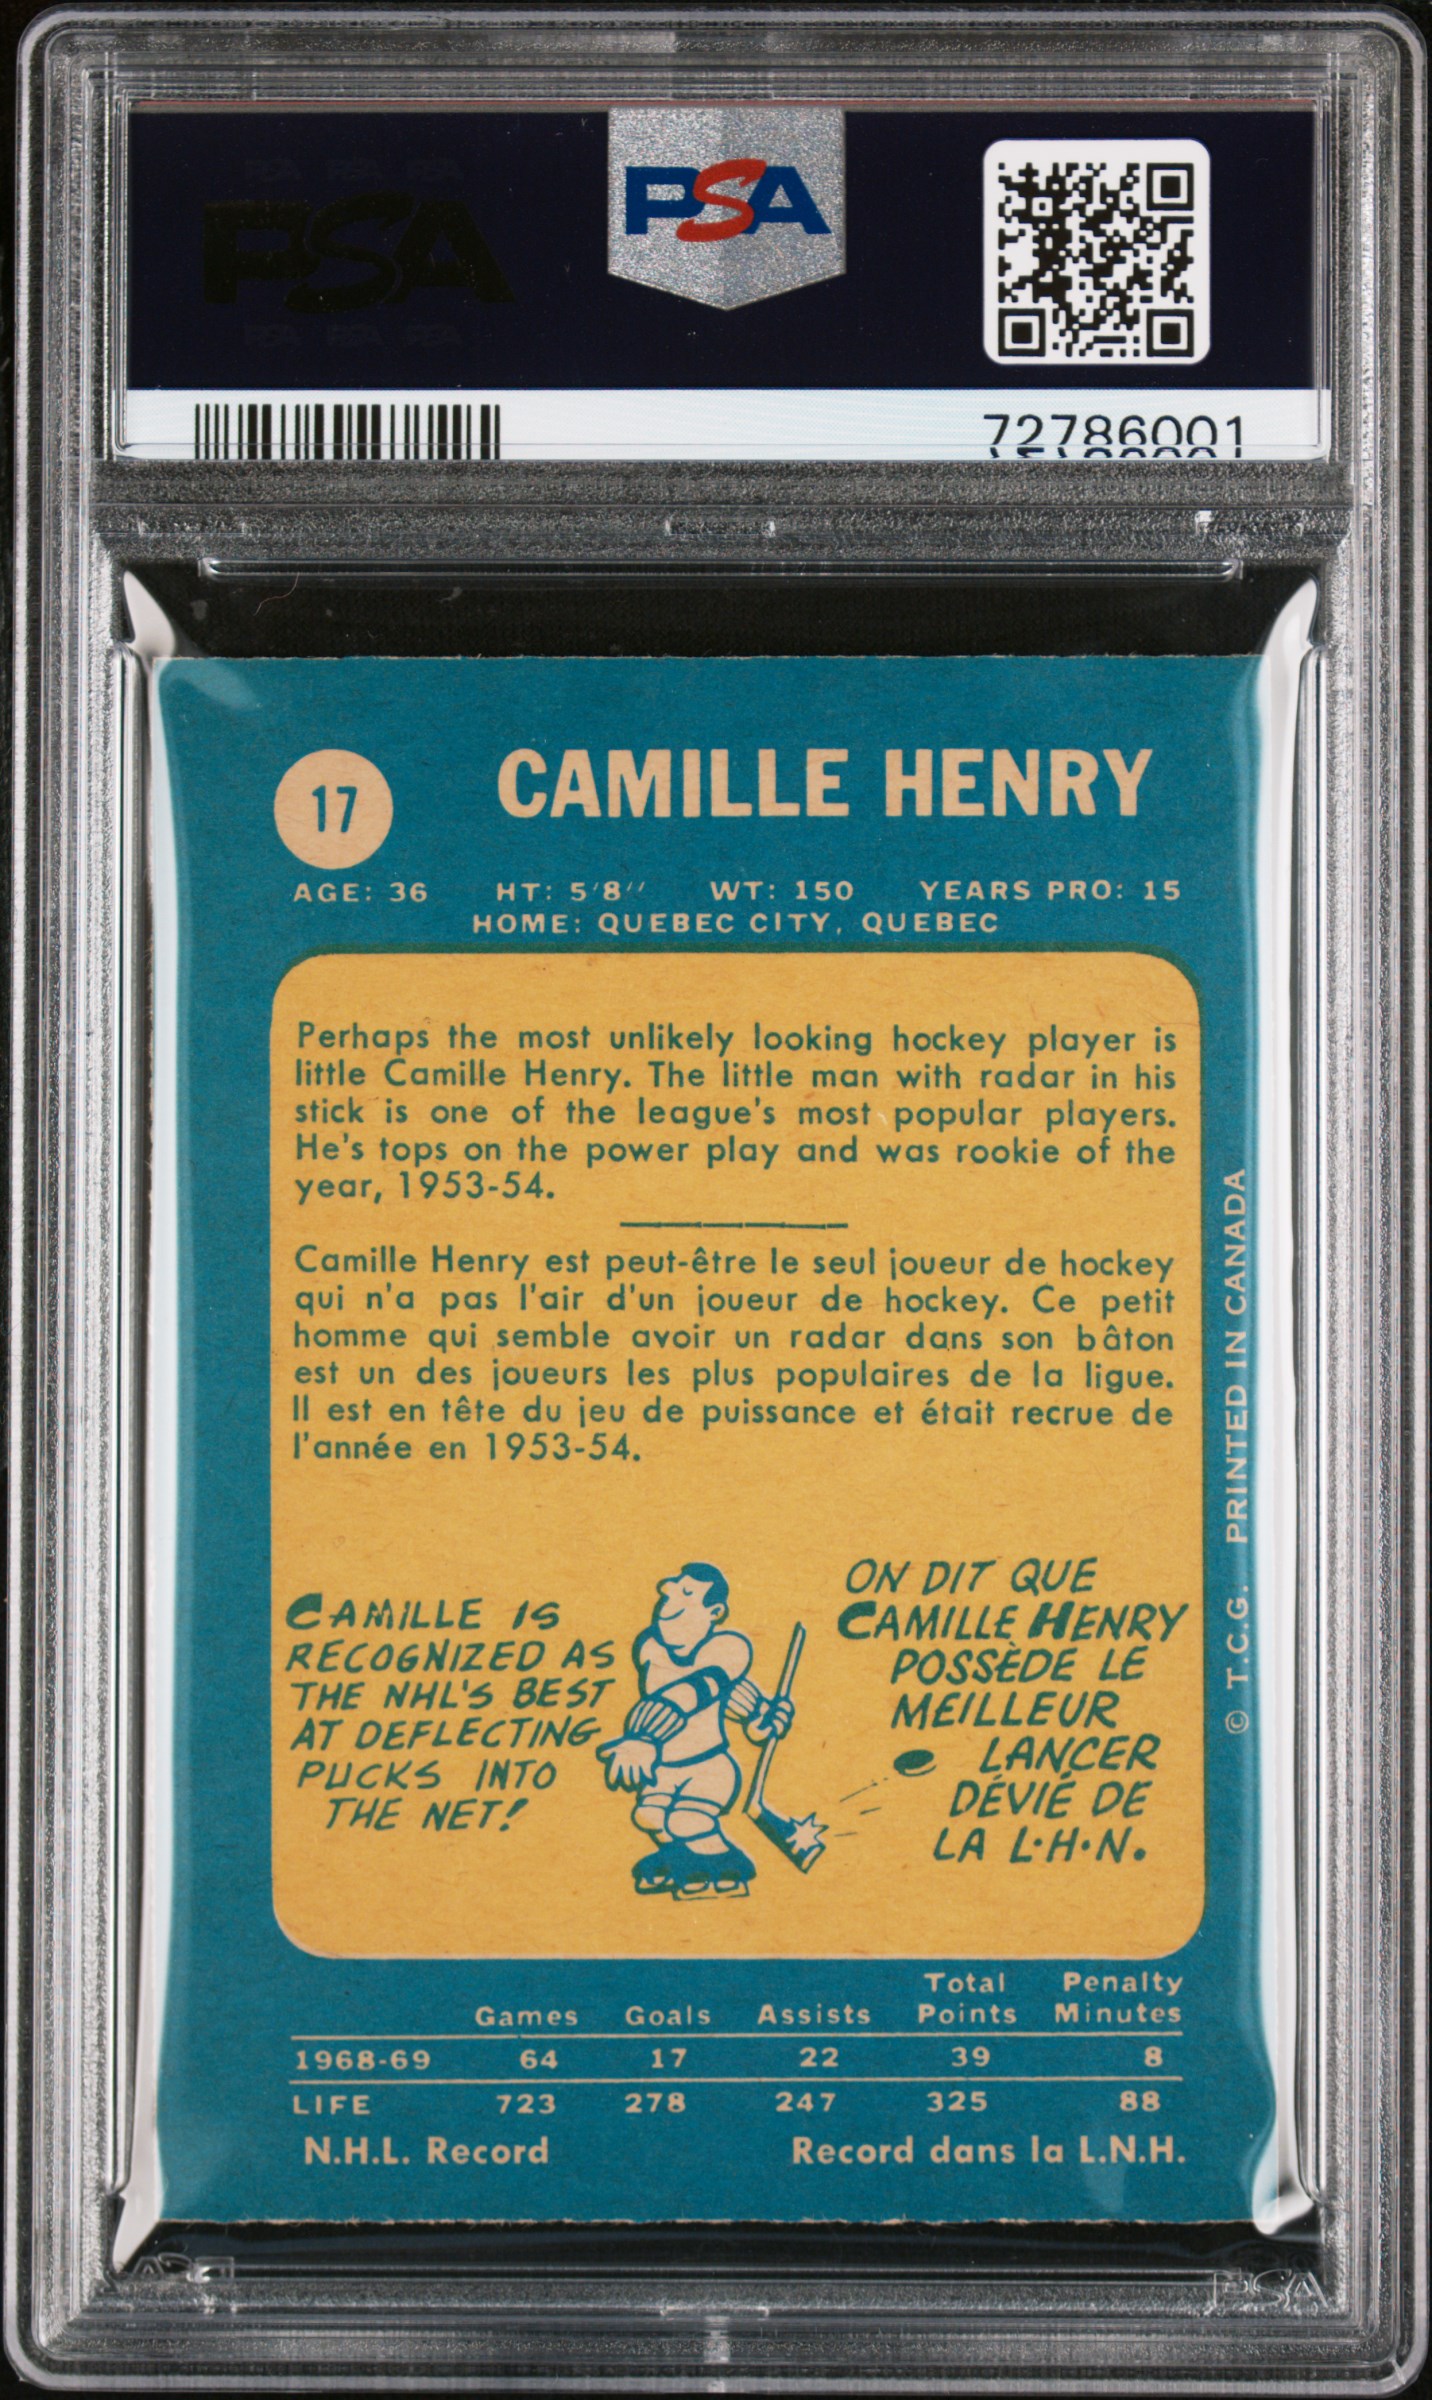 PSA
PSA
72786001
17
CAMILLE HENRY
AGE: 36 HT: 5'8" WT: 150 YEARS PRO: 15
HOME: QUEBEC CITY, QUEBEC
Perhaps the most unlikely looking hockey player is
little Camille Henry. The little man with radar in his
stick is one of the league's most popular players.
He's tops on the power play and was rookie of the
year, 1953-54.
Camille Henry est peut-être le seul joueur de hockey
qui n'a pas l'air d'un joueur de hockey. Ce petit
homme qui semble avoir un radar dans son bâton
est un des joueurs les plus populaires de la ligue.
Il est en tête du jeu de puissance et était recrue de
l'année en 1953-54.
CAMILLE IS
RECOGNIZED AS
THE NHL'S BEST
AT DEFLECTING
PUCKS INTO
THE NET!
ON DIT QUE
CAMILLE HENRY
POSSÈDE LE
MEILLEUR
LANCER
DÉVIÉ DE
LA L·H·N.
© T.C.G. PRINTED IN CANADA
Games Goals Assists Total Points Penalty Minutes
1968-69 64 17 22 39 8
LIFE 723 278 247 325 88
N.H.L. Record Record dans la L.N.H.
PSA